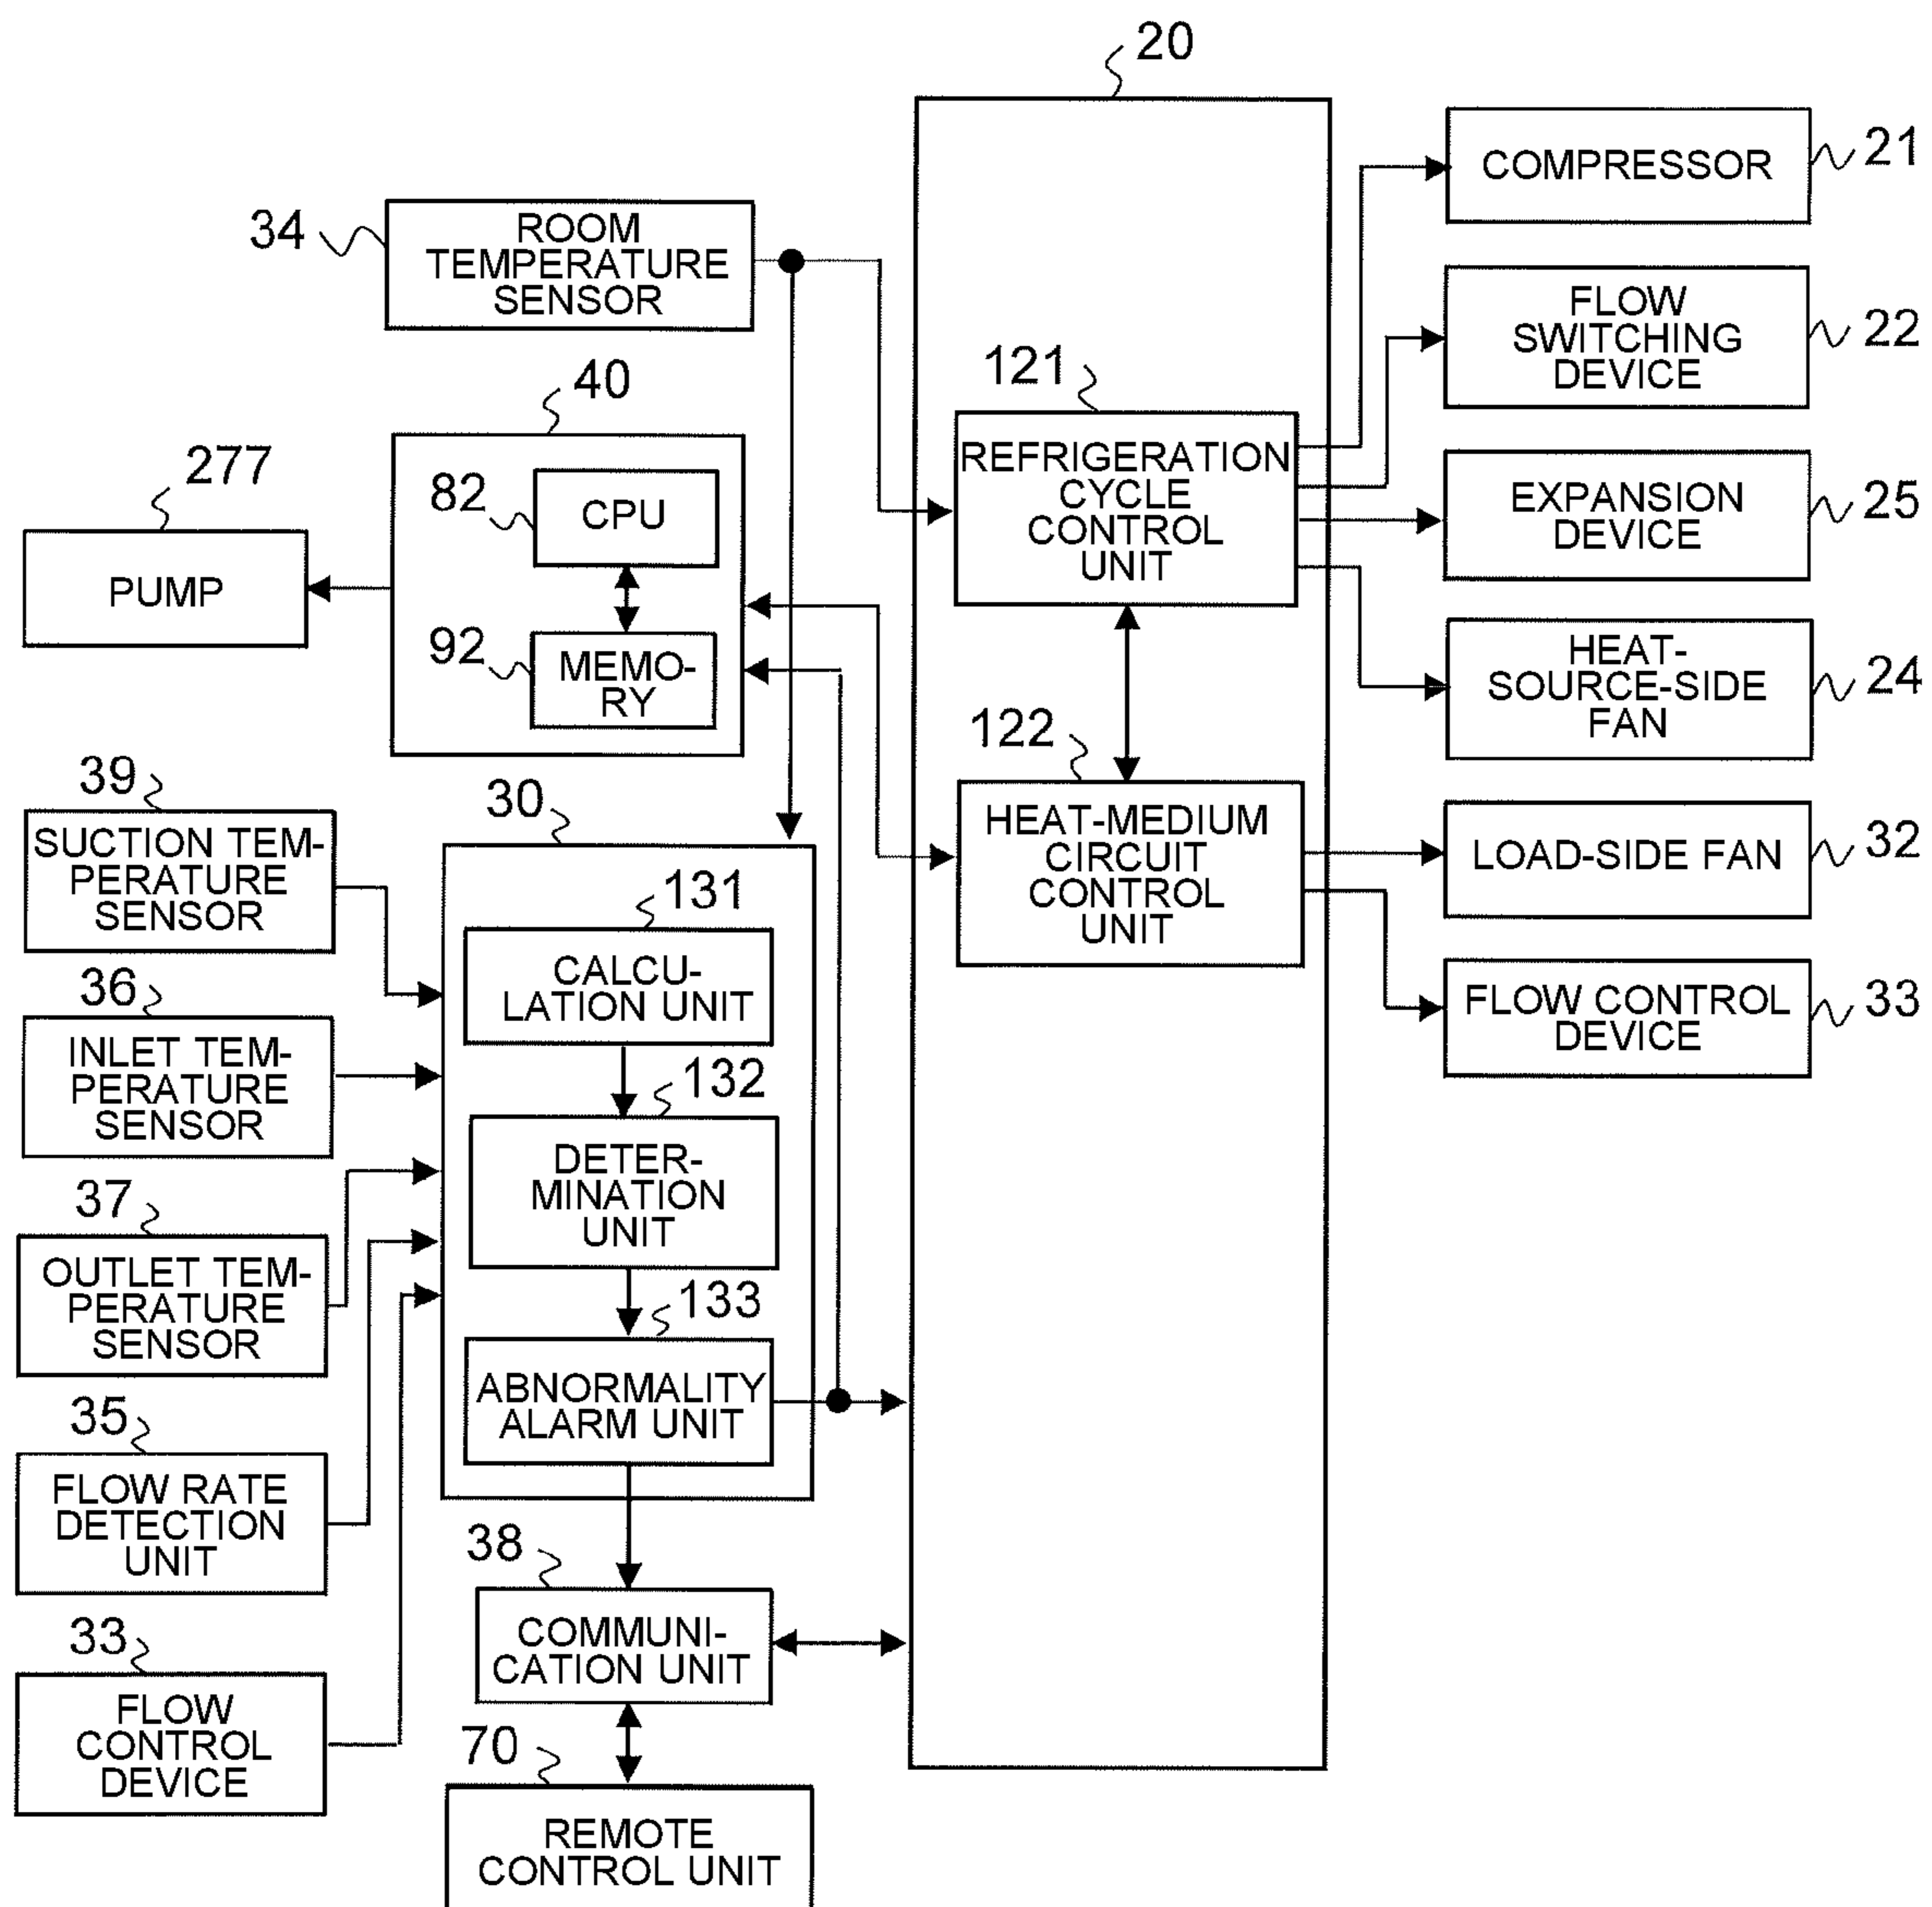 20
COMPRESSOR
21
34
ROOM
TEMPERATURE
SENSOR
FLOW
SWITCHING
DEVICE
22
121
REFRIGERATION
CYCLE
CONTROL
UNIT
40
82
CPU
92
MEMO-
RY
277
PUMP
EXPANSION
DEVICE
25
HEAT-
SOURCE-SIDE
FAN
24
122
HEAT-MEDIUM
CIRCUIT
CONTROL
UNIT
LOAD-SIDE FAN
32
FLOW CONTROL
DEVICE
33
39
SUCTION TEM-
PERATURE
SENSOR
30
131
CALCU-
LATION UNIT
36
INLET TEM-
PERATURE
SENSOR
132
DETER-
MINATION
UNIT
37
OUTLET TEM-
PERATURE
SENSOR
133
ABNORMALITY
ALARM UNIT
35
FLOW RATE
DETECTION
UNIT
38
COMMUNI-
CATION UNIT
33
FLOW
CONTROL
DEVICE
70
REMOTE
CONTROL UNIT